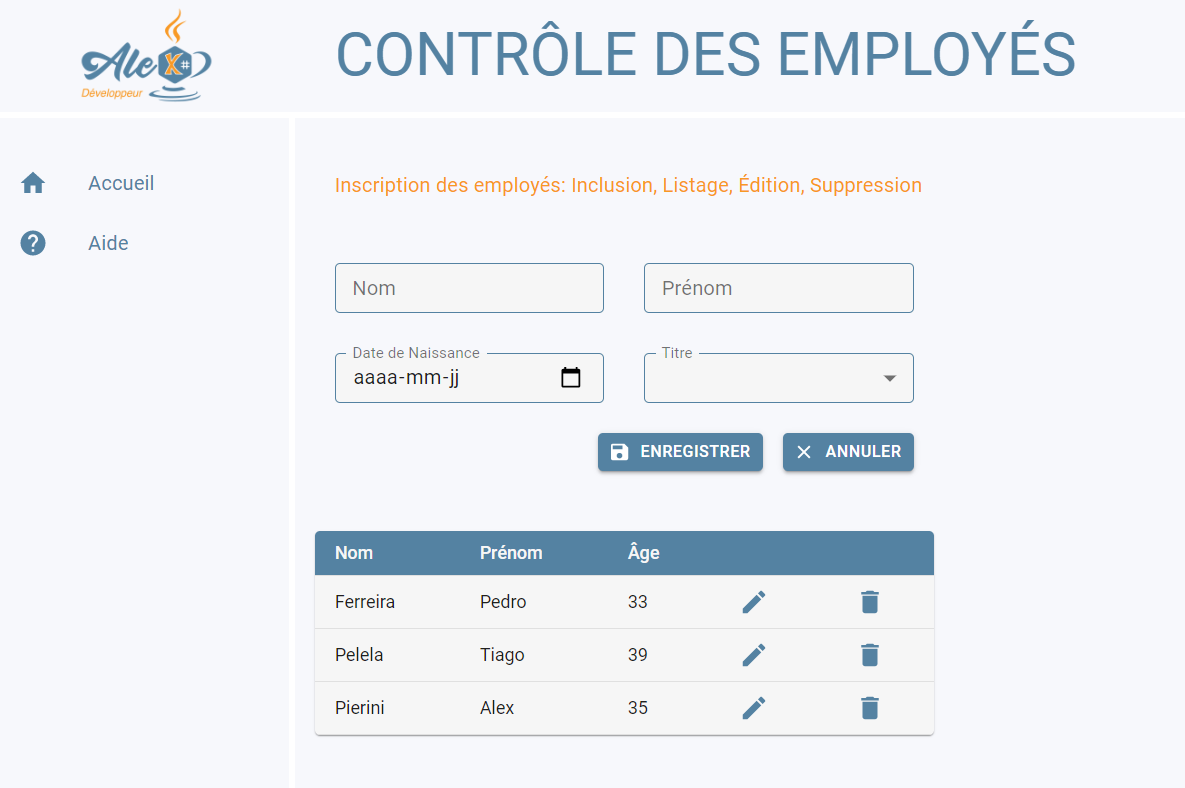 AleX#
Développeur
CONTRÔLE DES EMPLOYÉS
Accueil
Aide
Inscription des employés: Inclusion, Listage, Édition, Suppression
Nom Prénom
Date de Naissance Titre
aaaa-mm-jj
ENREGISTRER ANNULER
Nom Prénom Âge
Ferreira Pedro 33
Pelela Tiago 39
Pierini Alex 35